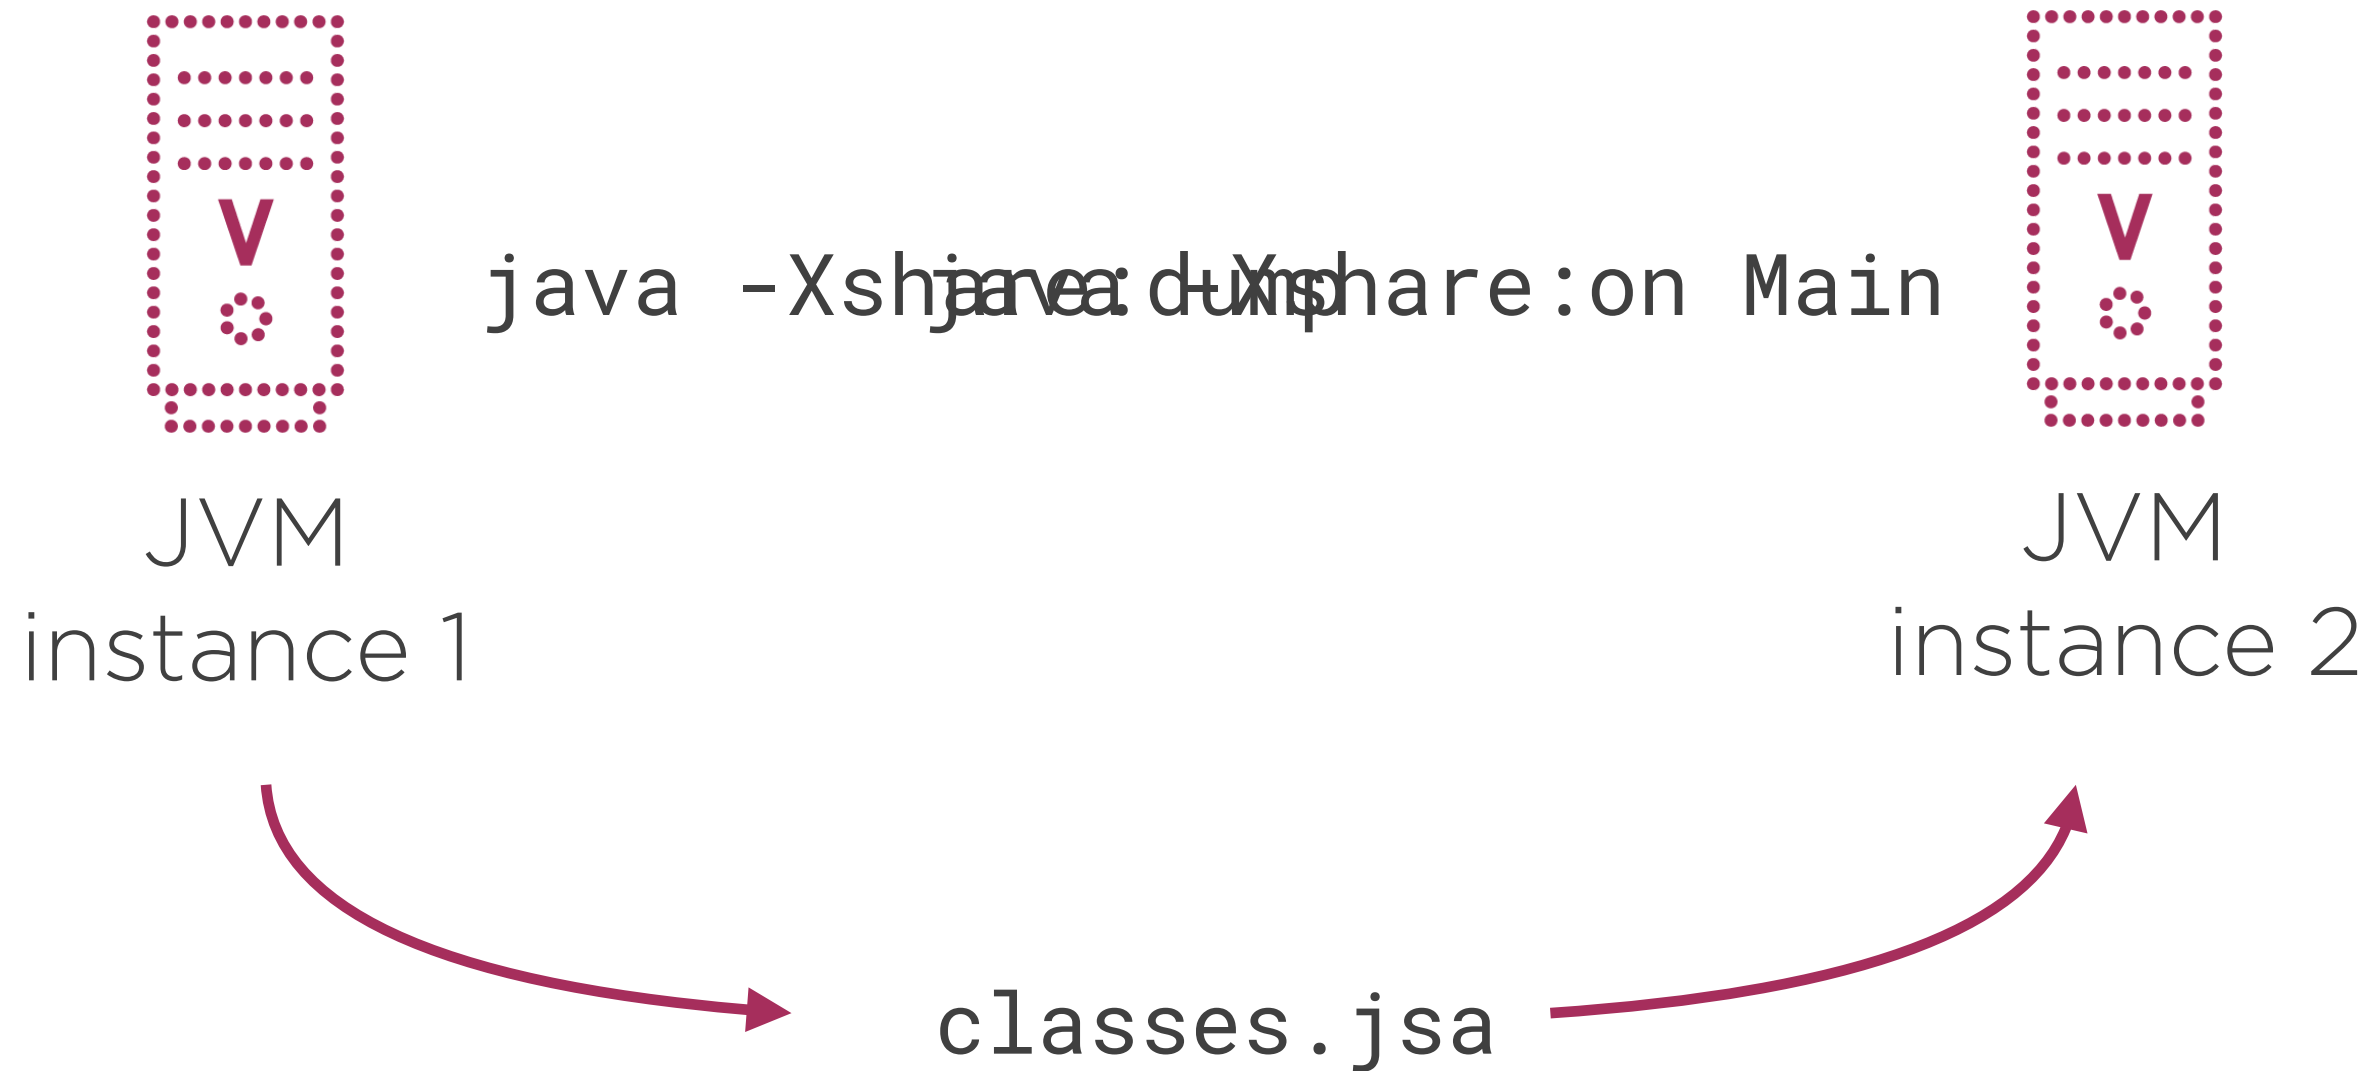 V
V
java -Xshare:dump
java -Xshare:on Main
JVM
instance 1
JVM
instance 2
classes.jsa